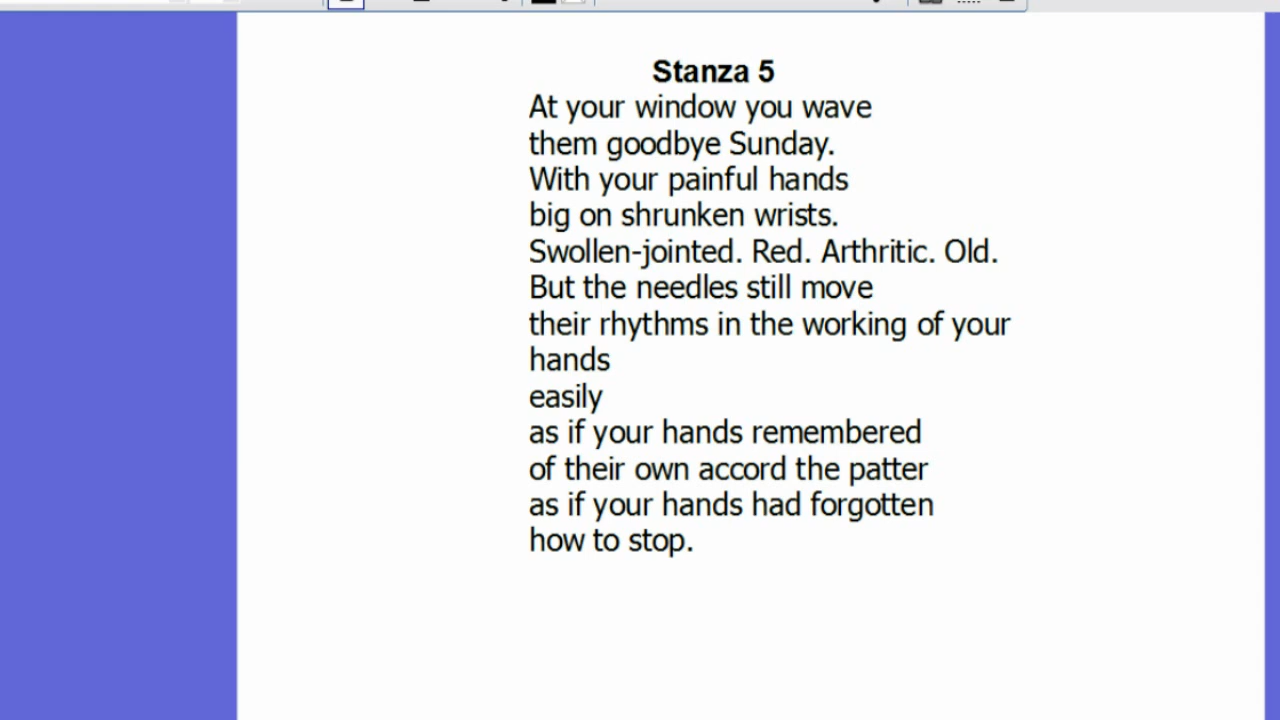 Stanza 5
At your window you wave
them goodbye Sunday.
With your painful hands
big on shrunken wrists.
Swollen-jointed. Red. Arthritic. Old.
But the needles still move
their rhythms in the working of your
hands
easily
as if your hands remembered
of their own accord the patter
as if your hands had forgotten
how to stop.